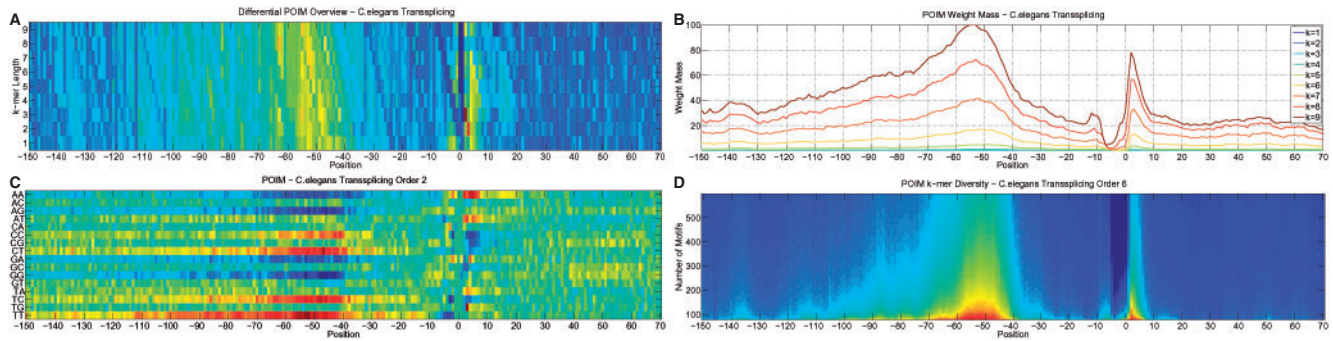 A
Differential POIM Overview – C.elegans Transsplicing
k–mer Length
9
8
7
6
5
4
3
2
1
−150 −140 −130 −120 −110 −100 −90 −80 −70 −60 −50 −40 −30 −20 −10 0 10 20 30 40 50 60 70
Position
B
POIM Weight Mass – C.elegans Transsplicing
Weight Mass
100
80
60
40
20
k=1
k=2
k=3
k=4
k=5
k=6
k=7
k=8
k=9
−150 −140 −130 −120 −110 −100 −90 −80 −70 −60 −50 −40 −30 −20 −10 0 10 20 30 40 50 60 70
Position
C
POIM – C.elegans Transsplicing Order 2
AA
AC
AG
AT
CA
CC
CG
CT
GA
GC
GG
GT
TA
TC
TG
TT
−150 −140 −130 −120 −110 −100 −90 −80 −70 −60 −50 −40 −30 −20 −10 0 10 20 30 40 50 60 70
Position
D
POIM k–mer Diversity – C.elegans Transsplicing Order 6
Number of Motifs
500
400
300
200
100
−150 −140 −130 −120 −110 −100 −90 −80 −70 −60 −50 −40 −30 −20 −10 0 10 20 30 40 50 60 70
Position